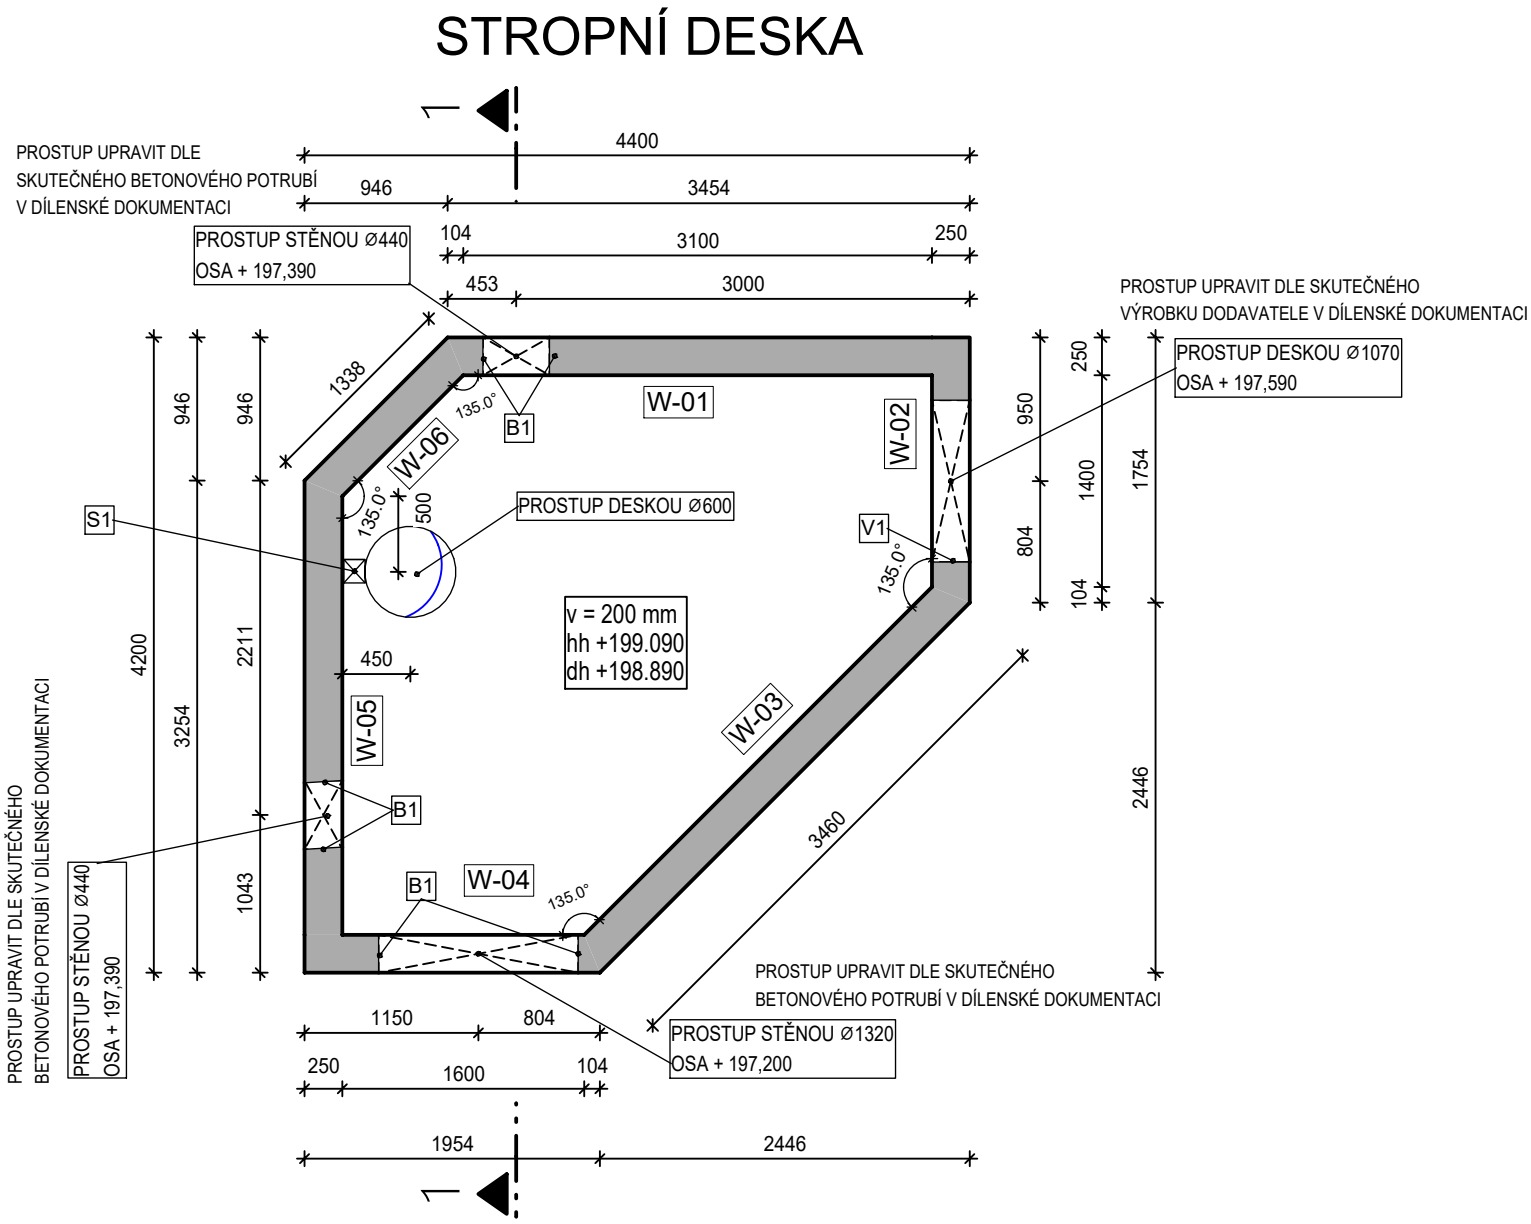 STROPNÍ DESKA
1
4400
PROSTUP UPRAVIT DLE
SKUTEČNÉHO BETONOVÉHO POTRUBÍ
V DÍLENSKÉ DOKUMENTACI
946
3454
PROSTUP STĚNOU Ø440
OSA + 197,390
104
3100
250
453
3000
PROSTUP UPRAVIT DLE SKUTEČNÉHO
VÝROBKU DODAVATELE V DÍLENSKÉ DOKUMENTACI
PROSTUP DESKOU Ø1070
OSA + 197,590
1338
946
946
250
950
1400
1754
804
104
135.0°
W-01
W-02
B1
W-06
135.0°
500
PROSTUP DESKOU Ø600
S1
V1
135.0°
v = 200 mm
hh +199.090
dh +198.890
4200
2211
3254
450
W-05
W-03
2446
3460
B1
PROSTUP UPRAVIT DLE SKUTEČNÉHO
BETONOVÉHO POTRUBÍ V DÍLENSKÉ DOKUMENTACI
PROSTUP STĚNOU Ø440
OSA + 197,390
1043
B1
W-04
135.0°
PROSTUP UPRAVIT DLE SKUTEČNÉHO
BETONOVÉHO POTRUBÍ V DÍLENSKÉ DOKUMENTACI
1150
804
PROSTUP STĚNOU Ø1320
OSA + 197,200
250
1600
104
1954
2446
1